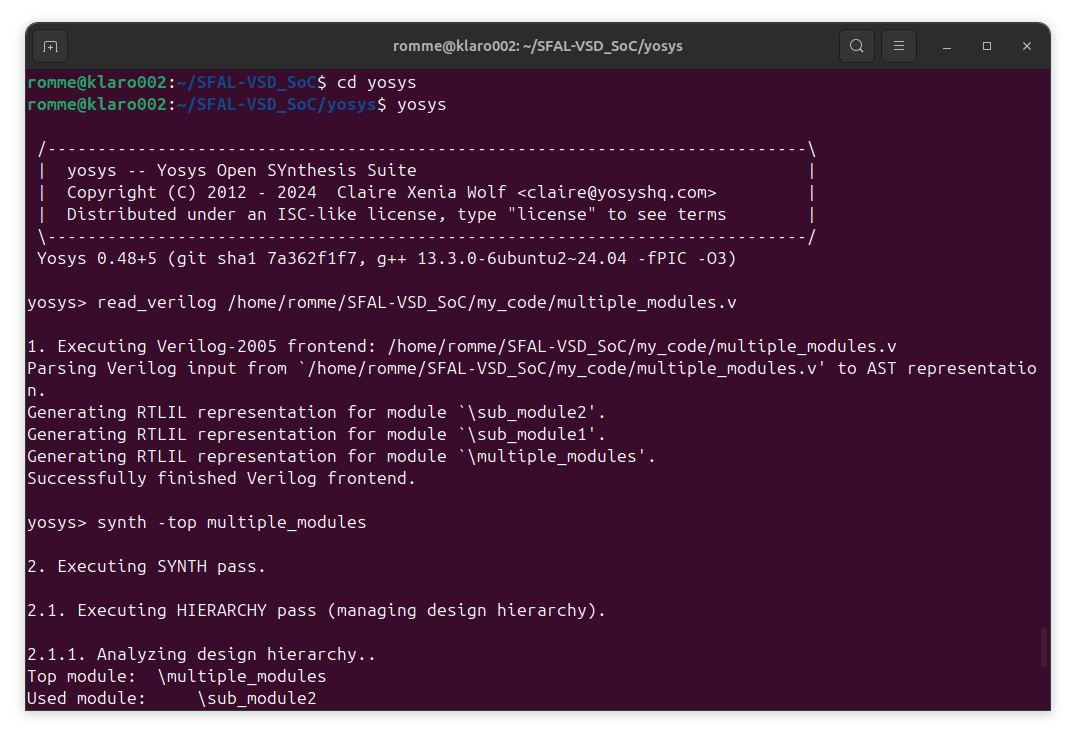 romme@klaro002: ~/SFAL-VSD_SoC/yosys
romme@klaro002:~/SFAL-VSD_SoC$ cd yosys
romme@klaro002:~/SFAL-VSD_SoC/yosys$ yosys
 /----------------------------------------------------------------------------\
 |  yosys -- Yosys Open SYnthesis Suite                                       |
 |  Copyright (C) 2012 - 2024  Claire Xenia Wolf <claire@yosyshq.com>         |
 |  Distributed under an ISC-like license, type "license" to see terms        |
 \----------------------------------------------------------------------------/
 Yosys 0.48+5 (git sha1 7a362f1f7, g++ 13.3.0-6ubuntu2~24.04 -fPIC -O3)
yosys> read_verilog /home/romme/SFAL-VSD_SoC/my_code/multiple_modules.v
1. Executing Verilog-2005 frontend: /home/romme/SFAL-VSD_SoC/my_code/multiple_modules.v
Parsing Verilog input from `/home/romme/SFAL-VSD_SoC/my_code/multiple_modules.v' to AST representatio
n.
Generating RTLIL representation for module `\sub_module2'.
Generating RTLIL representation for module `\sub_module1'.
Generating RTLIL representation for module `\multiple_modules'.
Successfully finished Verilog frontend.
yosys> synth -top multiple_modules
2. Executing SYNTH pass.
2.1. Executing HIERARCHY pass (managing design hierarchy).
2.1.1. Analyzing design hierarchy..
Top module:  \multiple_modules
Used module:     \sub_module2